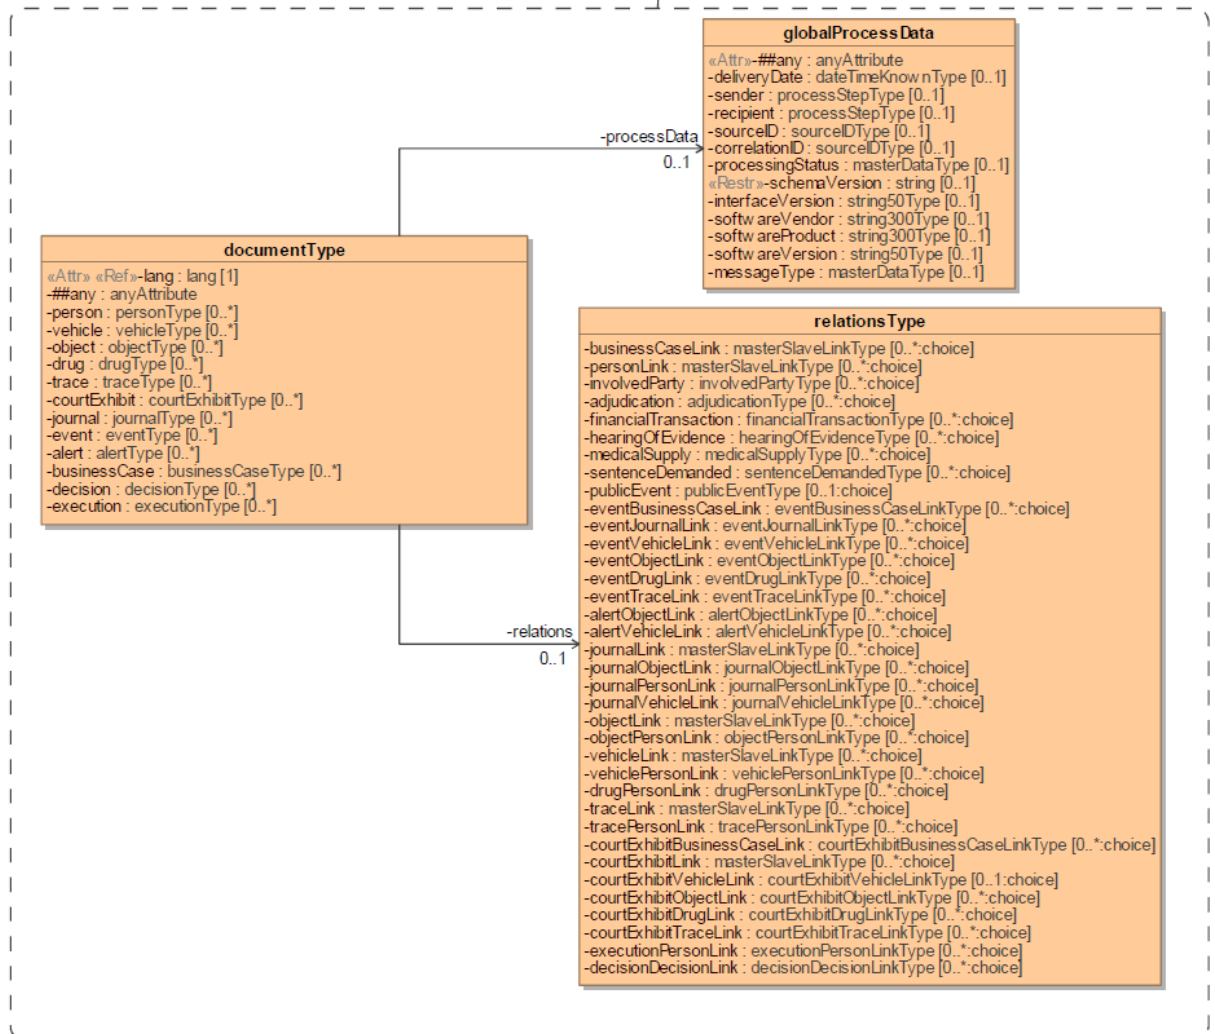 globalProcessData
«Attr»-##any : anyAttribute
-deliveryDate : dateTimeKnownType [0..1]
-sender : processStepType [0..1]
-recipient : processStepType [0..1]
-sourceID : sourceIDType [0..1]
-correlationID : sourceIDType [0..1]
-processingStatus : masterDataType [0..1]
«Restr»-schemaVersion : string [0..1]
-interfaceVersion : string50Type [0..1]
-softwareVendor : string300Type [0..1]
-softwareProduct : string300Type [0..1]
-softwareVersion : string50Type [0..1]
-messageType : masterDataType [0..1]
-processData
0..1
documentType
«Attr» «Ref»-lang : lang [1]
-##any : anyAttribute
-person : personType [0..*]
-vehicle : vehicleType [0..*]
-object : objectType [0..*]
-drug : drugType [0..*]
-trace : traceType [0..*]
-courtExhibit : courtExhibitType [0..*]
-journal : journalType [0..*]
-event : eventType [0..*]
-alert : alertType [0..*]
-businessCase : businessCaseType [0..*]
-decision : decisionType [0..*]
-execution : executionType [0..*]
-relations
0..1
relationsType
-businessCaseLink : masterSlaveLinkType [0..*:choice]
-personLink : masterSlaveLinkType [0..*:choice]
-involvedParty : involvedPartyType [0..*:choice]
-adjudication : adjudicationType [0..*:choice]
-financialTransaction : financialTransactionType [0..*:choice]
-hearingOfEvidence : hearingOfEvidenceType [0..*:choice]
-medicalSupply : medicalSupplyType [0..*:choice]
-sentenceDemanded : sentenceDemandedType [0..*:choice]
-publicEvent : publicEventType [0..1:choice]
-eventBusinessCaseLink : eventBusinessCaseLinkType [0..*:choice]
-eventJournalLink : eventJournalLinkType [0..*:choice]
-eventVehicleLink : eventVehicleLinkType [0..*:choice]
-eventObjectLink : eventObjectLinkType [0..*:choice]
-eventDrugLink : eventDrugLinkType [0..*:choice]
-eventTraceLink : eventTraceLinkType [0..*:choice]
-alertObjectLink : alertObjectLinkType [0..*:choice]
-alertVehicleLink : alertVehicleLink [0..*:choice]
-journalLink : masterSlaveLinkType [0..*:choice]
-journalObjectLink : journalObjectLinkType [0..*:choice]
-journalPersonLink : journalPersonLinkType [0..*:choice]
-journalVehicleLink : journalVehicleLinkType [0..*:choice]
-objectLink : masterSlaveLinkType [0..*:choice]
-objectPersonLink : objectPersonLinkType [0..*:choice]
-vehicleLink : masterSlaveLinkType [0..*:choice]
-vehiclePersonLink : vehiclePersonLinkType [0..*:choice]
-drugPersonLink : drugPersonLinkType [0..*:choice]
-traceLink : masterSlaveLinkType [0..*:choice]
-tracePersonLink : tracePersonLinkType [0..*:choice]
-courtExhibitBusinessCaseLink : courtExhibitBusinessCaseLinkType [0..*:choice]
-courtExhibitLink : masterSlaveLinkType [0..*:choice]
-courtExhibitVehicleLink : courtExhibitVehicleLinkType [0..1:choice]
-courtExhibitObjectLink : courtExhibitObjectLinkType [0..*:choice]
-courtExhibitDrugLink : courtExhibitDrugLinkType [0..*:choice]
-courtExhibitTraceLink : courtExhibitTraceLinkType [0..*:choice]
-executionPersonLink : executionPersonLinkType [0..*:choice]
-decisionDecisionLink : decisionDecisionLinkType [0..*:choice]